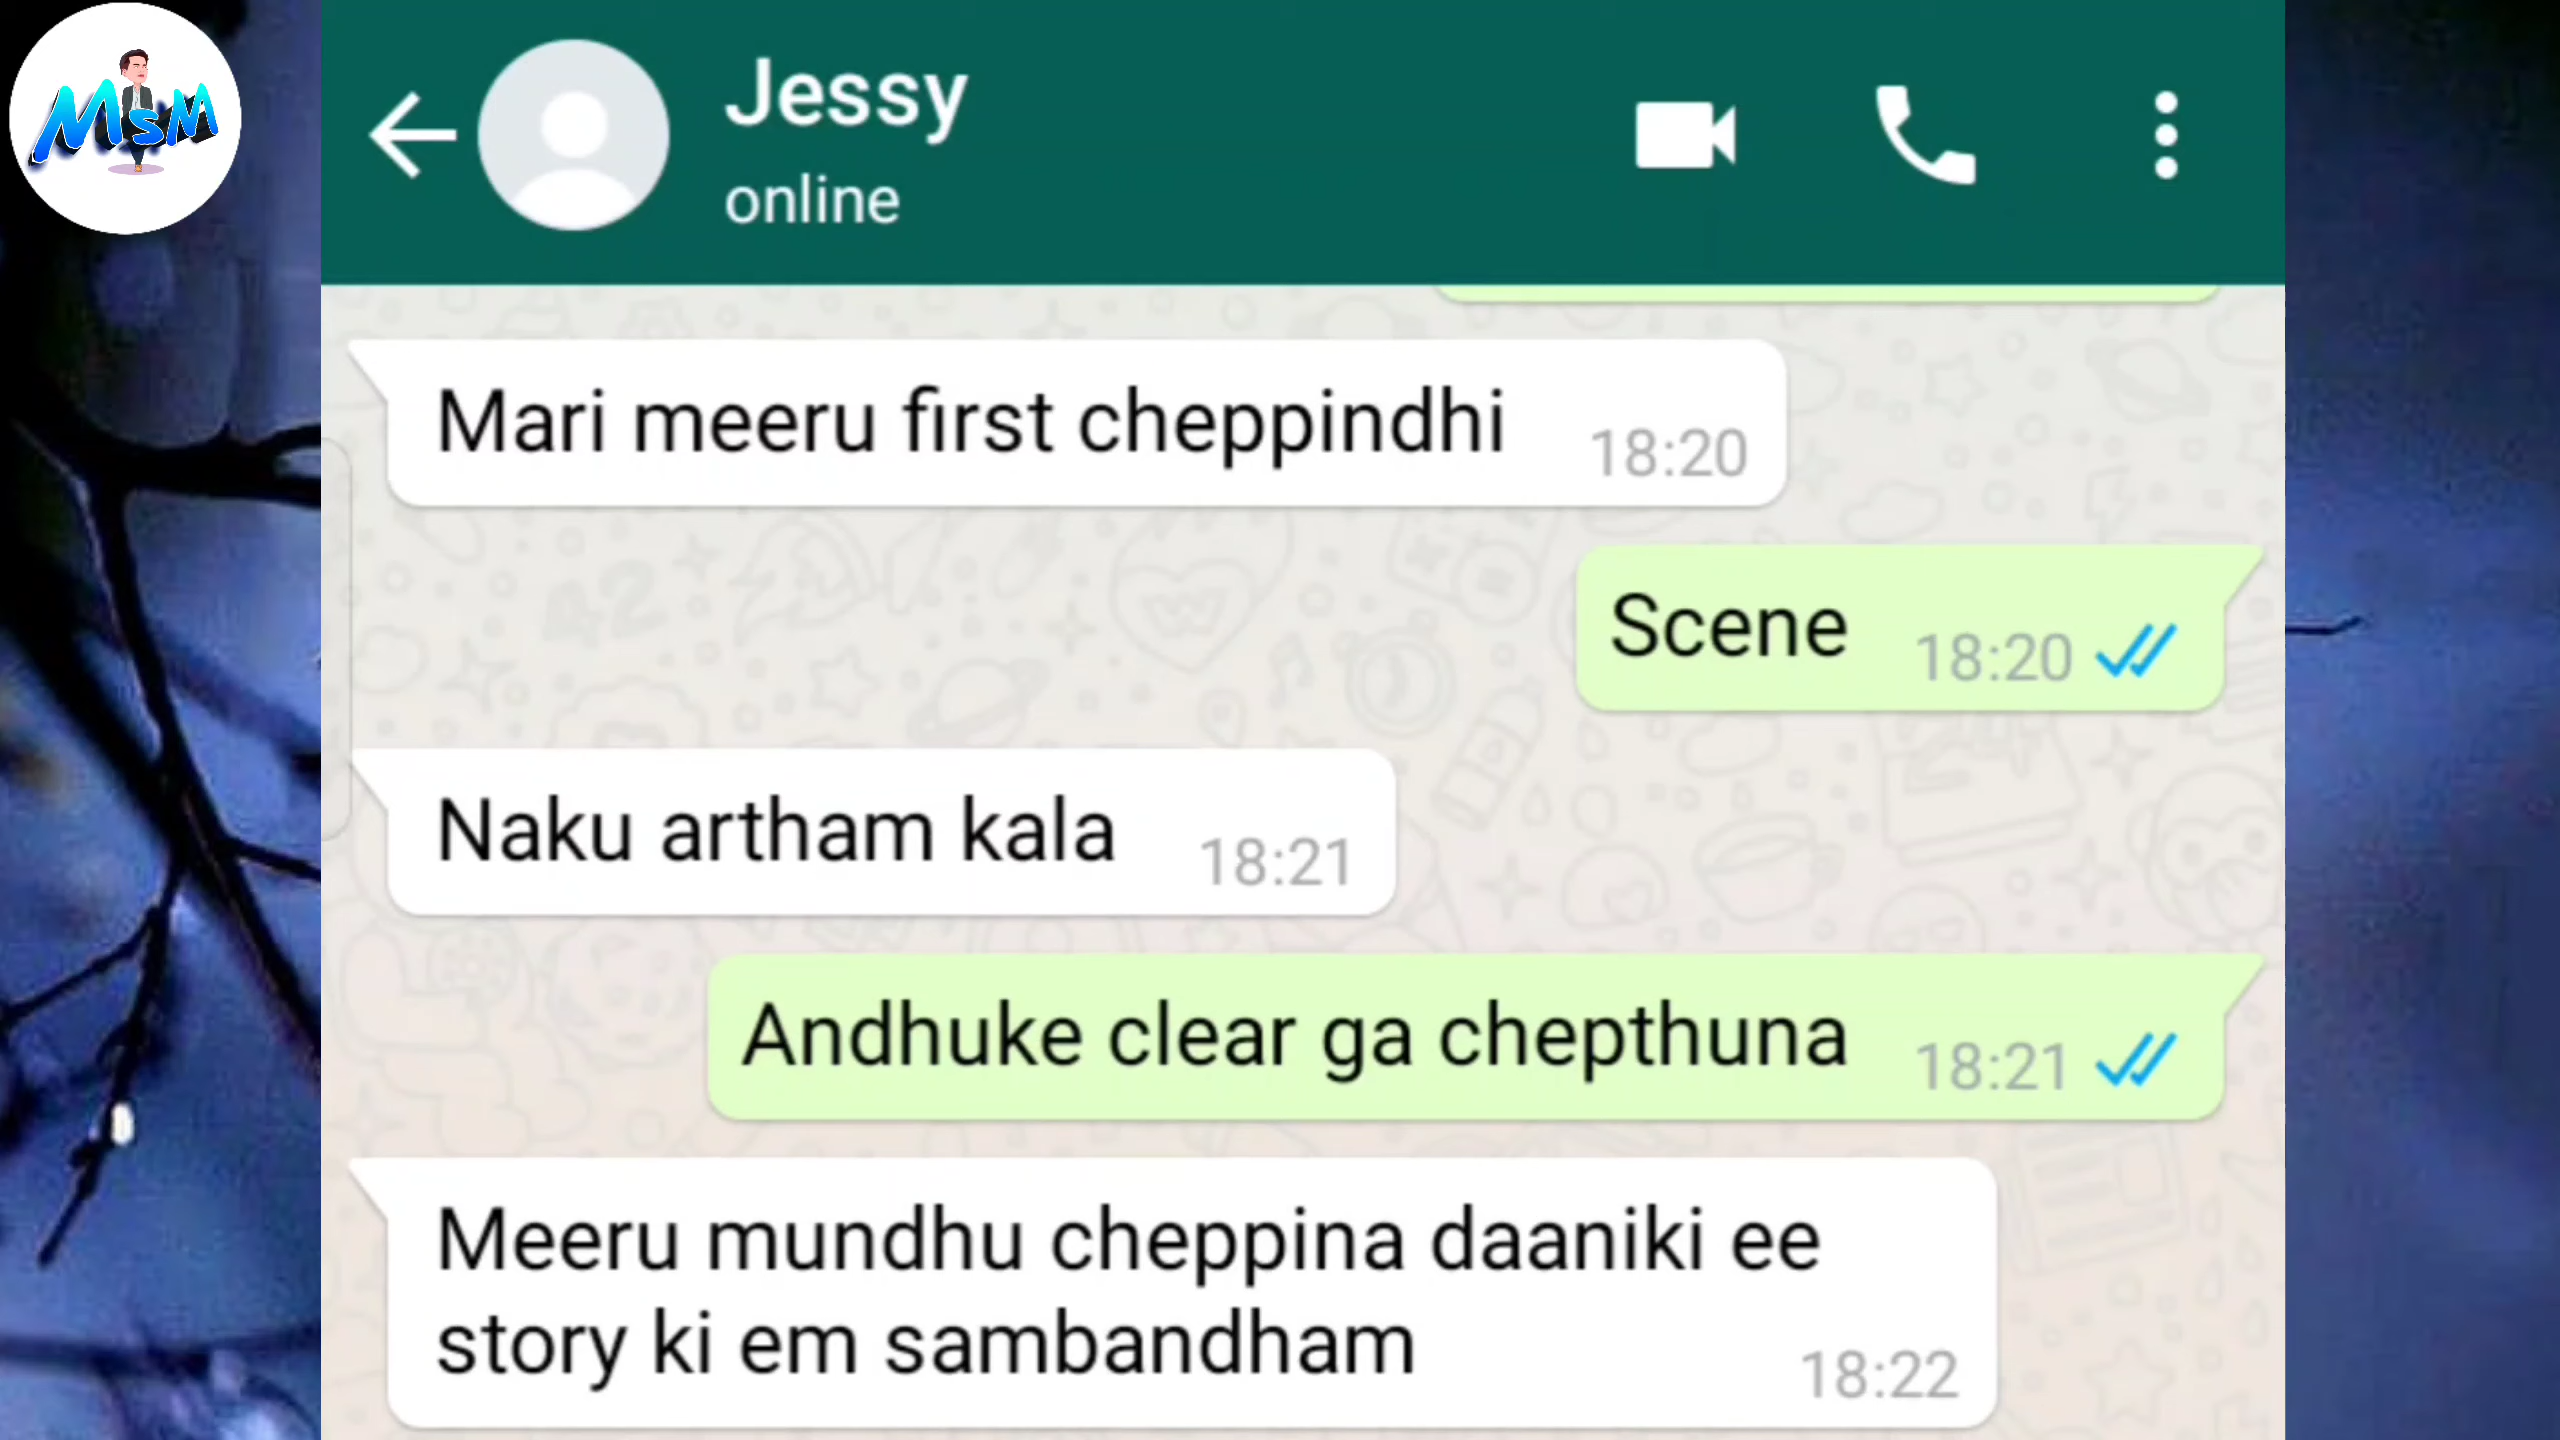 MSM
Jessy
online
Mari meeru first cheppindhi
18:20
Scene
18:20
Naku artham kala
18:21
Andhuke clear ga chepthuna
18:21
Meeru mundhu cheppina daaniki ee
story ki em sambandham
18:22